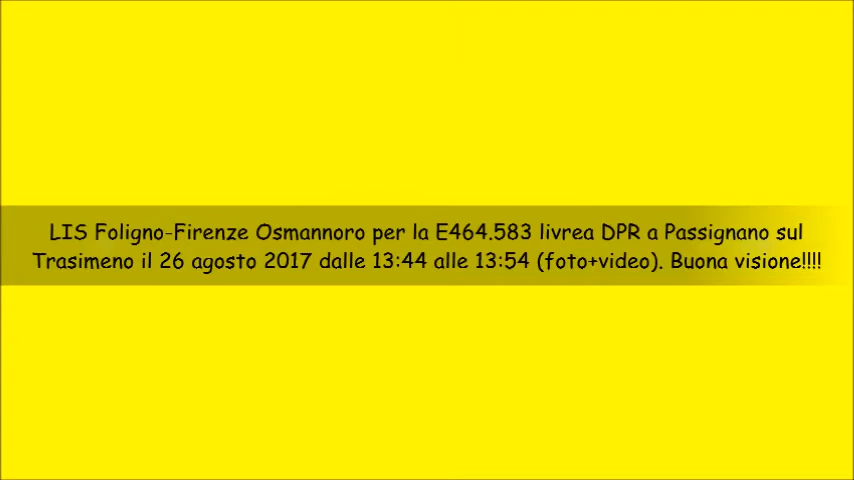 LIS Foligno-Firenze Osmannoro per la E464.583 livrea DPR a Passignano sul
Trasimeno il 26 agosto 2017 dalle 13:44 alle 13:54 (foto+video). Buona visione!!!!